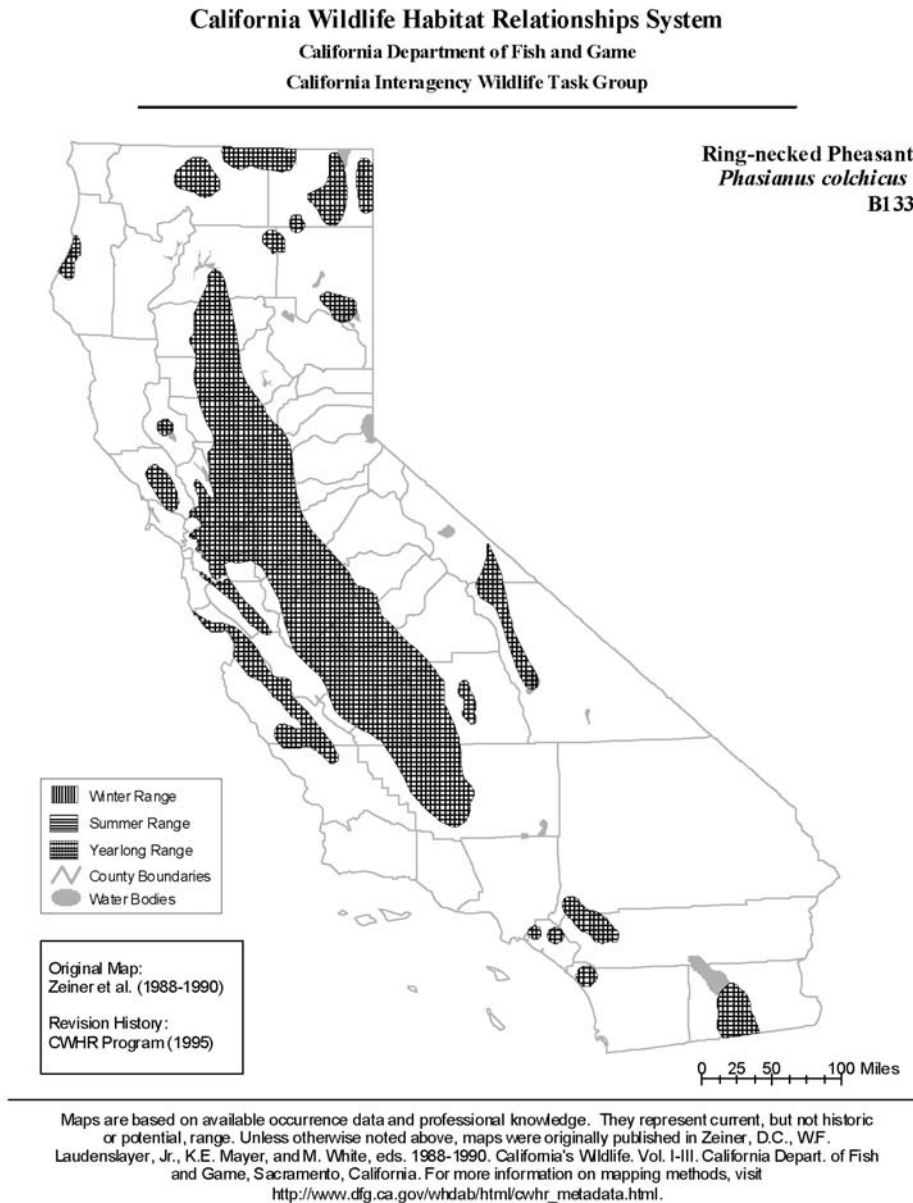 California Wildlife Habitat Relationships System
California Department of Fish and Game
California Interagency Wildlife Task Group
Ring-necked Pheasant
Phasianus colchicus
B133
Winter Range
Summer Range
Yearlong Range
County Boundaries
Water Bodies
Original Map:
Zeiner et al. (1988-1990)
Revision History:
CWHR Program (1995)
0 25 50 100 Miles
Maps are based on available occurrence data and professional knowledge. They represent current, but not historic
or potential, range. Unless otherwise noted above, maps were originally published in Zeiner, D.C., W.F.
Laudenslayer, Jr., K.E. Mayer, and M. White, eds. 1988-1990. California's Wildlife. Vol. I-III. California Depart. of Fish
and Game, Sacramento, California. For more information on mapping methods, visit
http://www.dfg.ca.gov/whdab/html/cwhr_metadata.html.